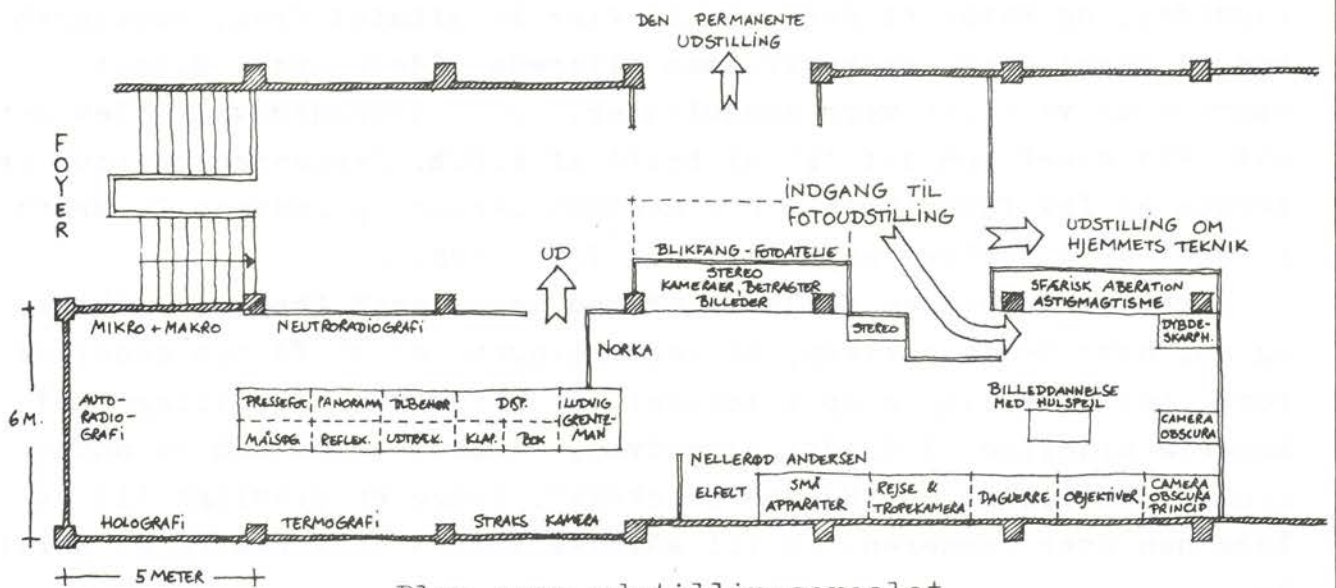 DEN PERMANENTE
UDSTILLING
FOYER
INDGANG TIL
FOTOUDSTILLING
UDSTILLING OM
HJEMMETS TEKNIK
UD
BLIKFANG - FOTOATELIE
STEREO
KAMERAER, BETRAGTER
BILLEDER
STEREO
SFÆRISK ABERATION
ASTIGMAGTISME
DYBDE-
SKARPH.
MIKRO + MAKRO
NEUTRORADIOGRAFI
NORKA
6 M.
AUTO-
RADIO-
GRAFI
PRESSEFOT.
PANORAMA
TILBEHØR
DISP.
LUDVIG
GRENTZ-
MAN
MÅLSØG.
REFLEX.
UDTRÆK.
KLAP.
BOX
BILLEDDANNELSE
MED HULSPEJL
CAMERA
OBSCURA
NELLERØD ANDERSEN
ELFELT
SMÅ
APPARATER
REJSE &
TROPEKAMERA
DAGUERRE
OBJEKTIVER
CAMERA
OBSCURA
PRINCIP
HOLOGRAFI
TERMOGRAFI
STRAKS KAMERA
5 METER